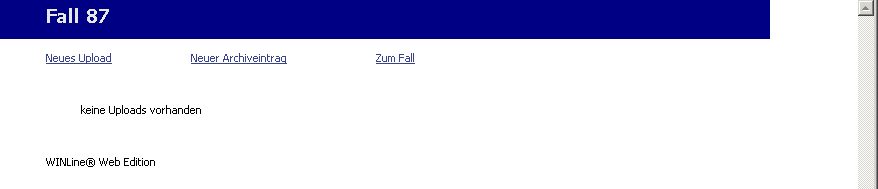 Fall 87
Neues Upload Neuer Archiveintrag Zum Fall
keine Uploads vorhanden
WINLine® Web Edition